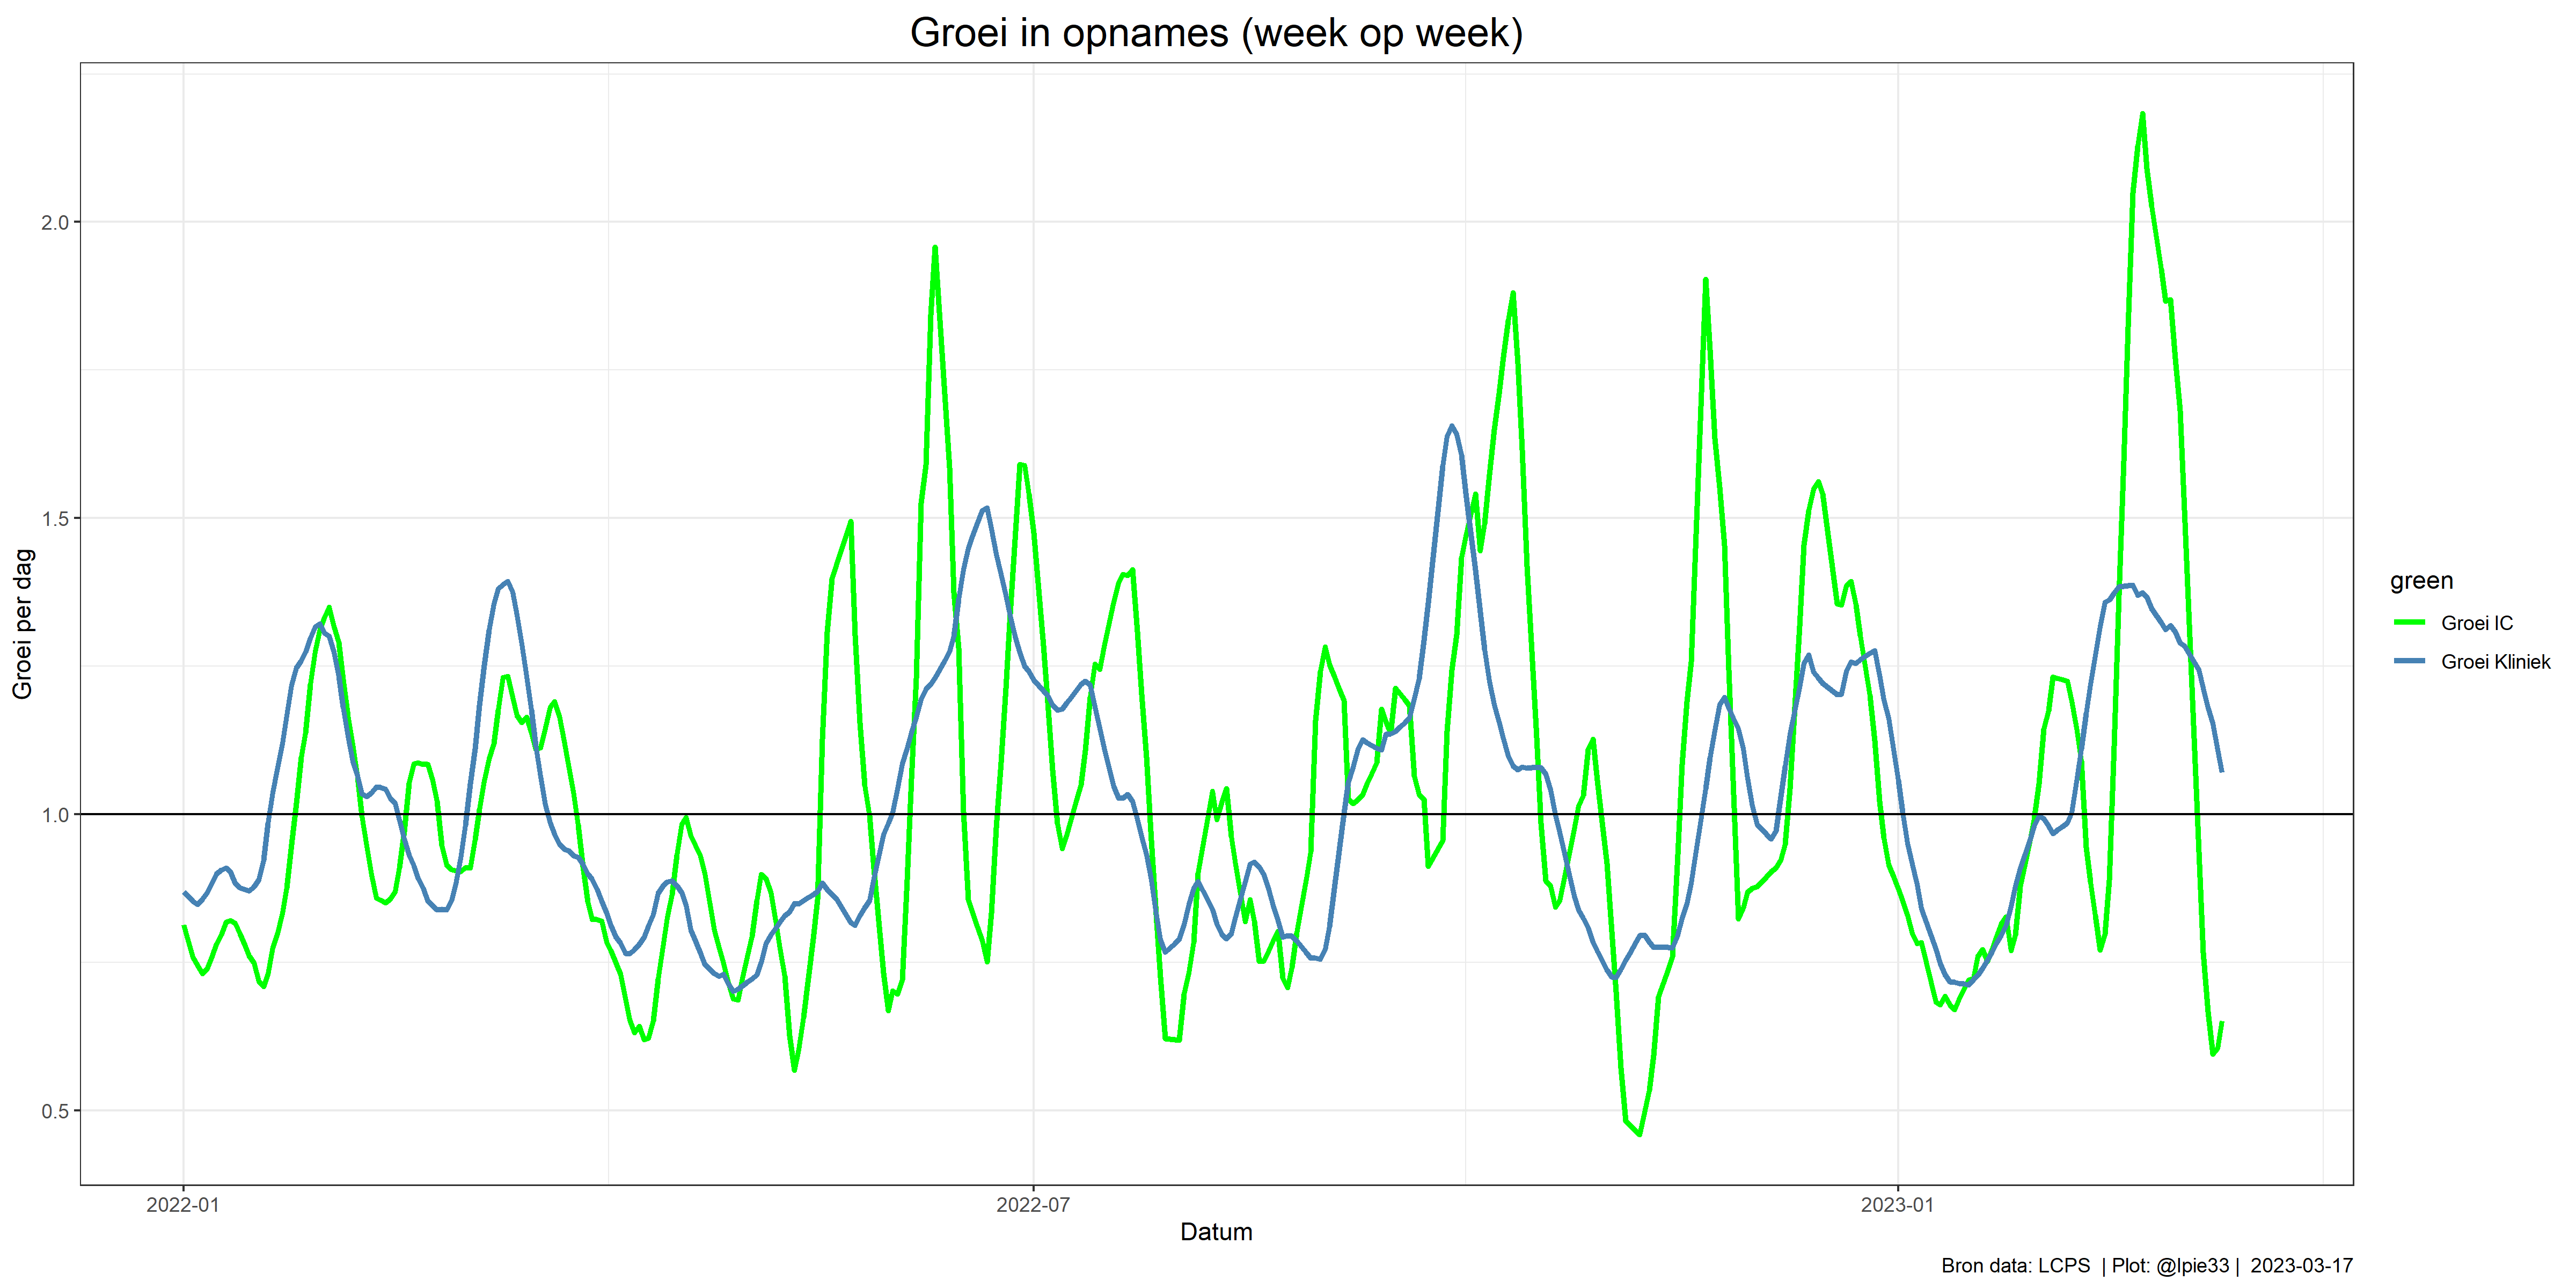 Groei in opnames (week op week)
Groei per dag
2.0
1.5
1.0
0.5
2022-01
2022-07
2023-01
Datum
green
Groei IC
Groei Kliniek
Bron data: LCPS | Plot: @lpie33 | 2023-03-17